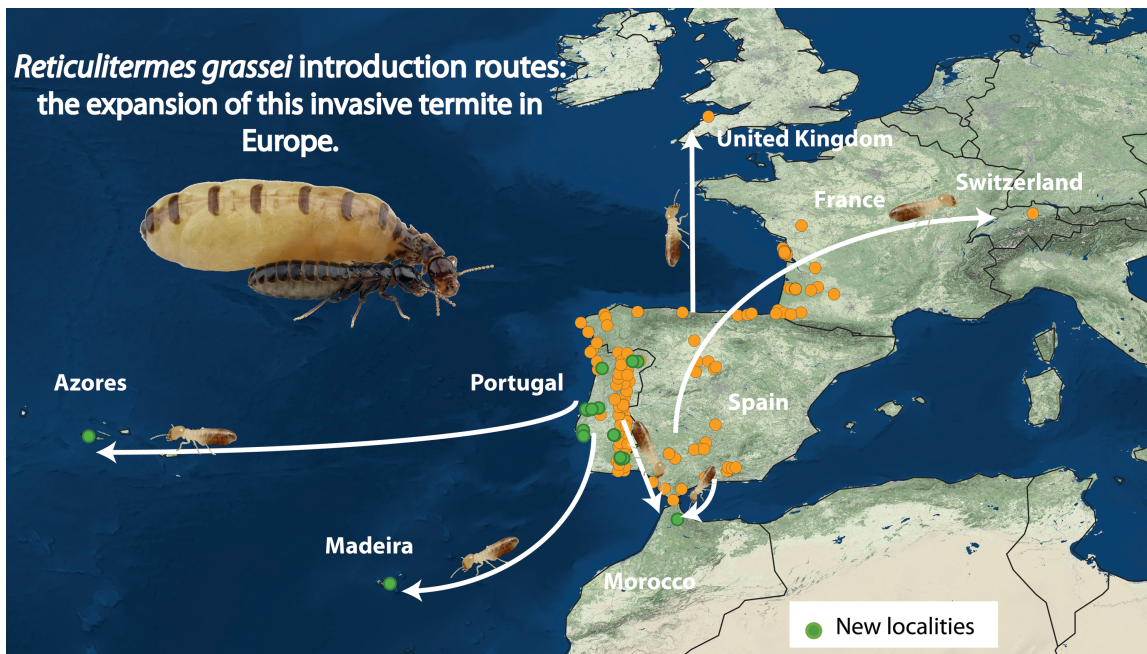 Reticulitermes grassei introduction routes:
the expansion of this invasive termite in
Europe.
United Kingdom
Switzerland
France
Azores
Portugal
Spain
Madeira
Morocco
New localities